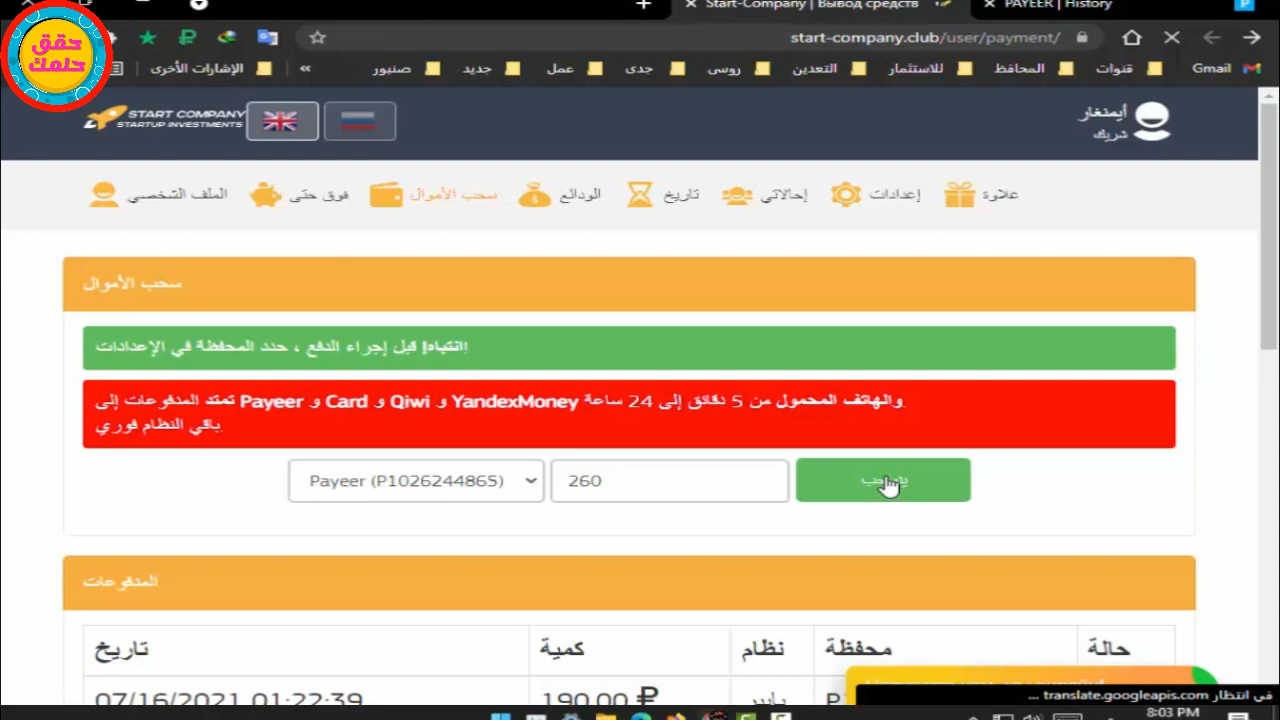 حقق
حلمك
Start-Company | Вывод средств
PAYEER | History
start-company.club/user/payment/
الإشارات الأخرى
»
صنبور
جديد
عمل
جدى
روسى
التعدين
للاستثمار
المحافظ
قنوات
Gmail
START COMPANY
STARTUP INVESTMENTS
أيمنغار
شريك
الملف الشخصي
فوق حتى
سحب الأموال
الودائع
تاريخ
إحالاتي
إعدادات
علاوة
سحب الأموال
انتباه! قبل إجراء الدفع ، حدد المحفظة في الإعدادات!
تمتد المدفوعات إلى Payeer و Card و Qiwi و YandexMoney والهاتف المحمول من 5 دقائق إلى 24 ساعة.
باقي النظام فوري.
Payeer (P1026244865)
260
المدفوعات
تاريخ
كمية
نظام
محفظة
حالة
07/16/2021 01:22:39
190.00 ₽
بايير
فى انتظار translate.googleapis.com ...
8:03 PM